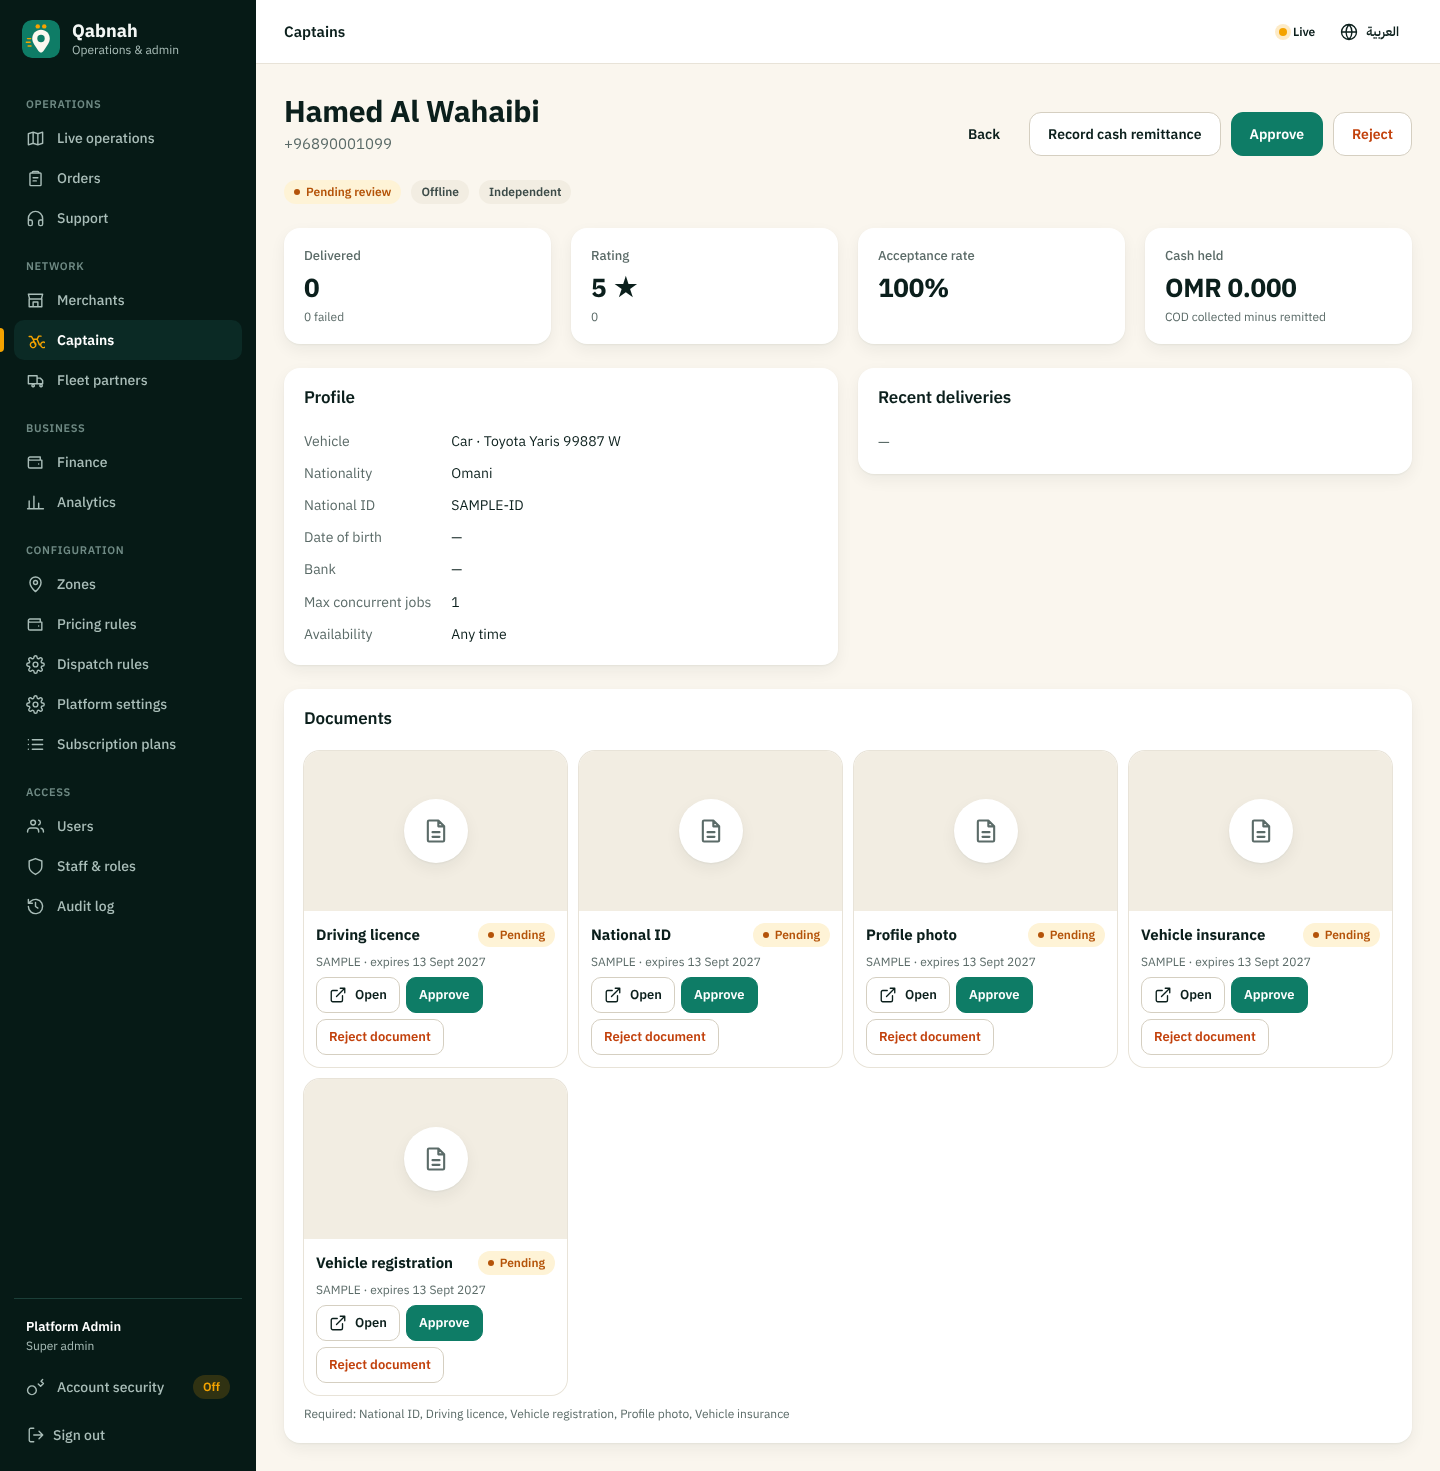 Qabnah
Operations & admin
OPERATIONS
Live operations
Orders
Support
NETWORK
Merchants
Captains
Fleet partners
BUSINESS
Finance
Analytics
CONFIGURATION
Zones
Pricing rules
Dispatch rules
Platform settings
Subscription plans
ACCESS
Users
Staff & roles
Audit log
Platform Admin
Super admin
Account security Off
Sign out
Captains Live العربية
Hamed Al Wahaibi
+96890001099
Back Record cash remittance Approve Reject
Pending review Offline Independent
Delivered
0
0 failed
Rating
5 ★
0
Acceptance rate
100%
Cash held
OMR 0.000
COD collected minus remitted
Profile
Vehicle Car · Toyota Yaris 99887 W
Nationality Omani
National ID SAMPLE-ID
Date of birth —
Bank —
Max concurrent jobs 1
Availability Any time
Recent deliveries
—
Documents
Driving licence Pending
SAMPLE · expires 13 Sept 2027
Open Approve
Reject document
National ID Pending
SAMPLE · expires 13 Sept 2027
Open Approve
Reject document
Profile photo Pending
SAMPLE · expires 13 Sept 2027
Open Approve
Reject document
Vehicle insurance Pending
SAMPLE · expires 13 Sept 2027
Open Approve
Reject document
Vehicle registration Pending
SAMPLE · expires 13 Sept 2027
Open Approve
Reject document
Required: National ID, Driving licence, Vehicle registration, Profile photo, Vehicle insurance